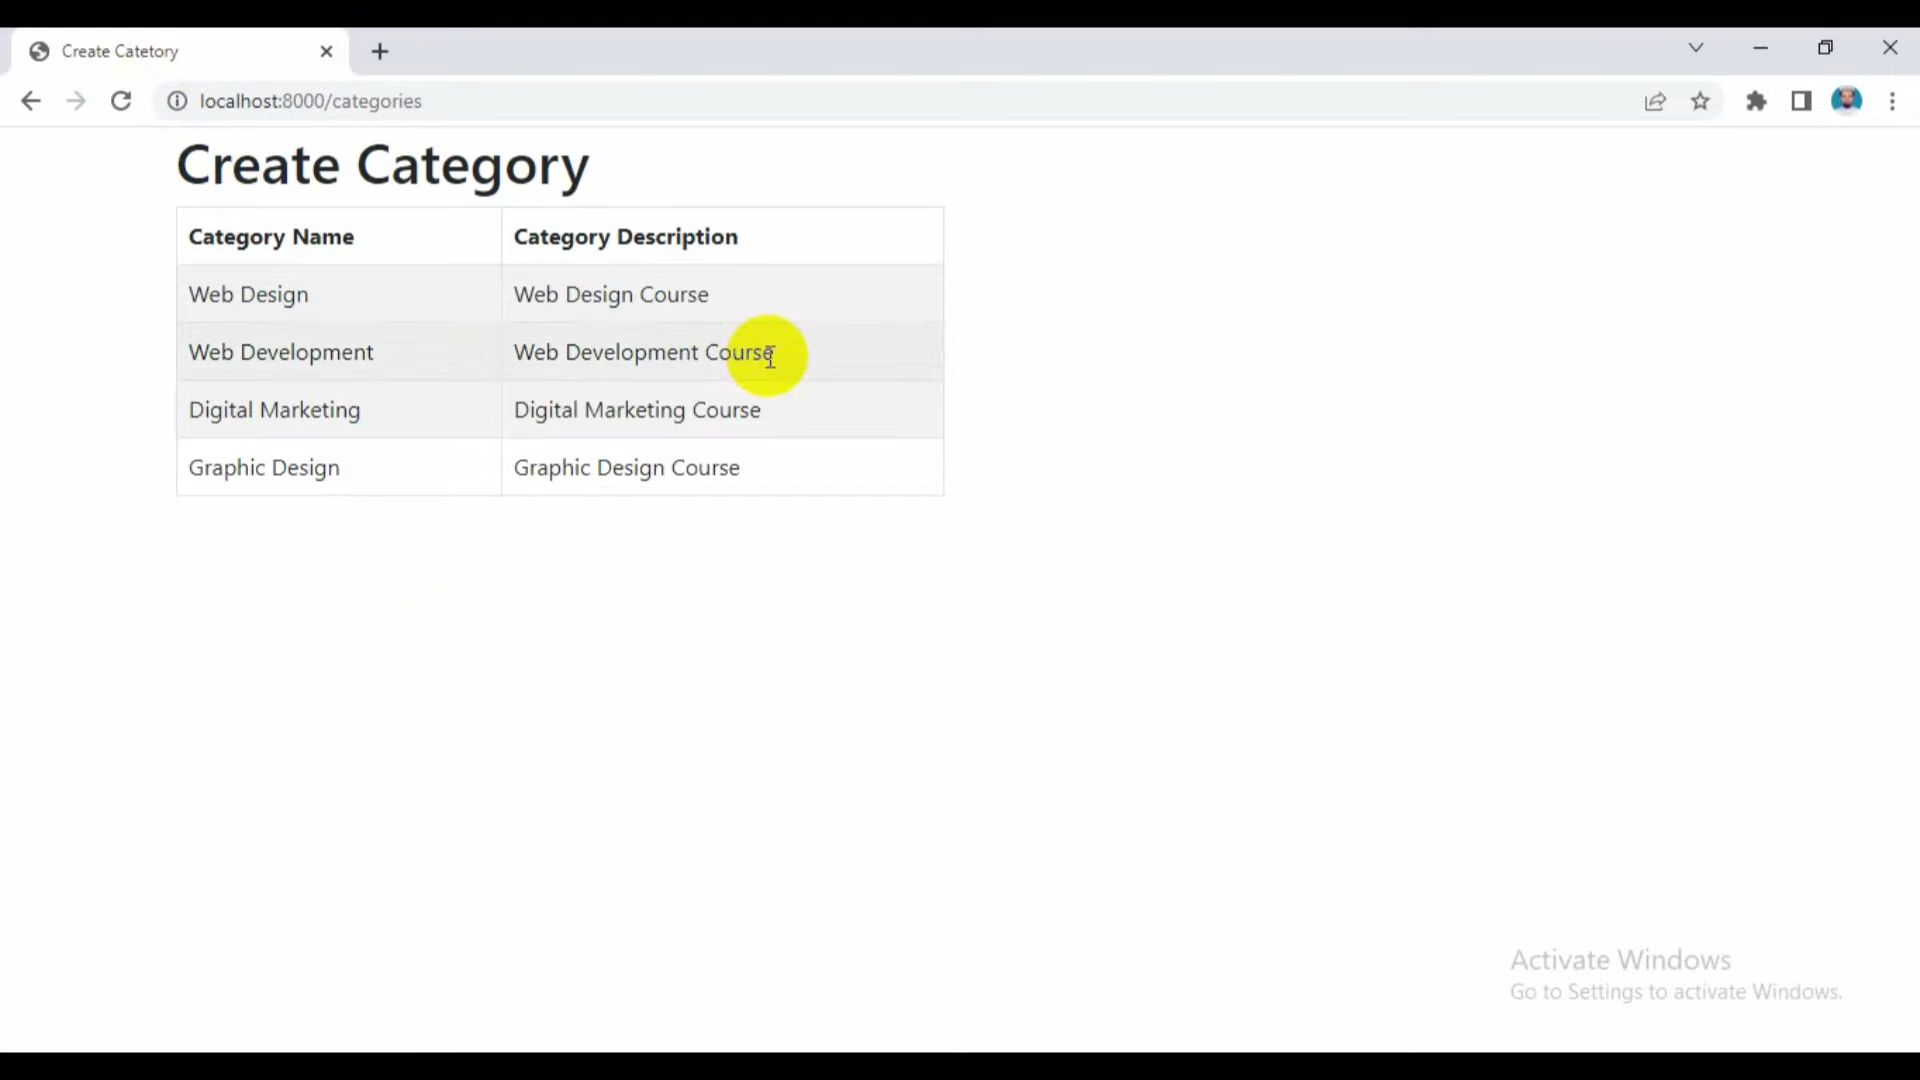 Create Catetory
localhost:8000/categories
Create Category
Category Name Category Description
Web Design Web Design Course
Web Development Web Development Course
Digital Marketing Digital Marketing Course
Graphic Design Graphic Design Course
Activate Windows
Go to Settings to activate Windows.